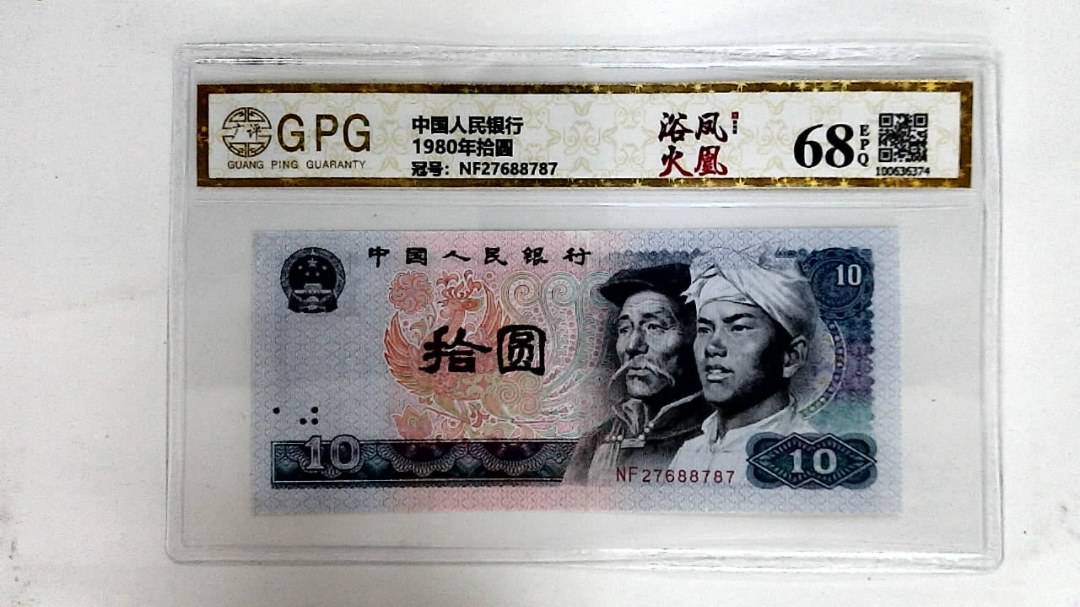 广评
GPG
GUANG PING GUARANTY
中国人民银行
1980年拾圆
冠号：NF27688787
浴凤
火凰
68 EPQ
100636374
中国人民银行
10
拾圆
10
NF27688787
10